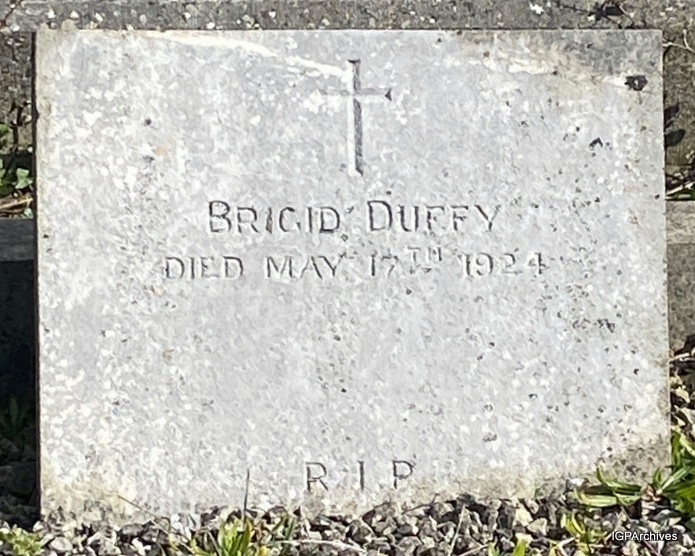 BRIGID DUFFY
DIED MAY 17TH 1924
R I P
IGPArchives